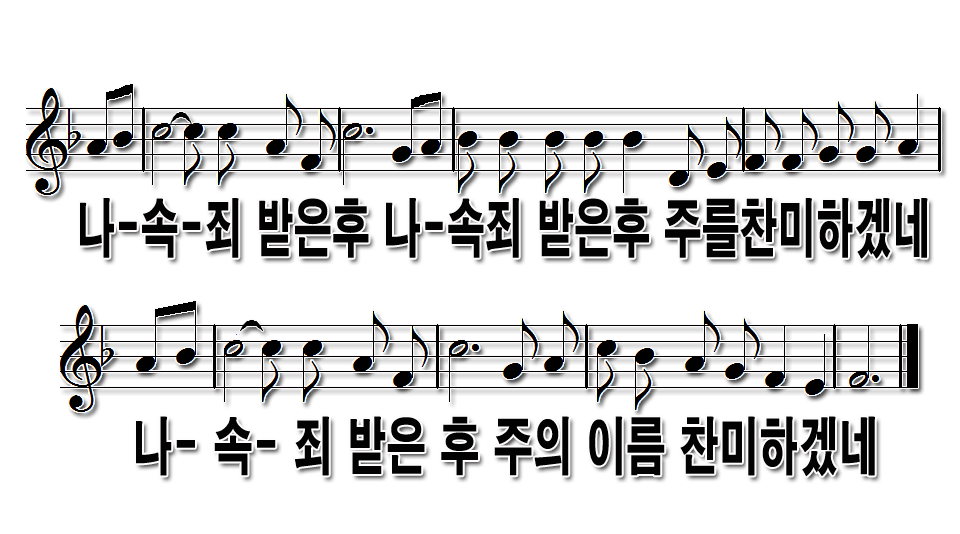 나-속-죄 받은후 나-속죄 받은후 주를찬미하겠네
나- 속- 죄 받은 후 주의 이름 찬미하겠네